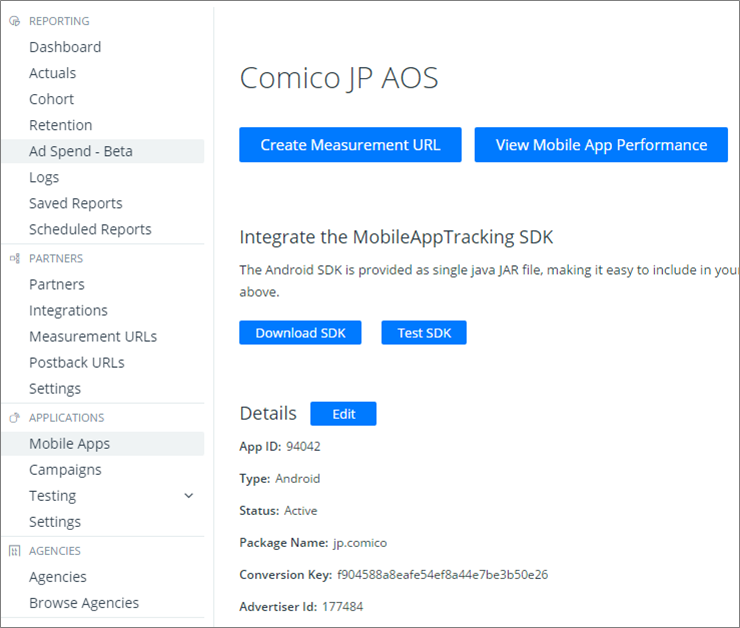 REPORTING
Dashboard
Actuals
Cohort
Retention
Ad Spend - Beta
Logs
Saved Reports
Scheduled Reports
PARTNERS
Partners
Integrations
Measurement URLs
Postback URLs
Settings
APPLICATIONS
Mobile Apps
Campaigns
Testing
Settings
AGENCIES
Agencies
Browse Agencies
Comico JP AOS
Create Measurement URL
View Mobile App Performance
Integrate the MobileAppTracking SDK
The Android SDK is provided as single java JAR file, making it easy to include in your
above.
Download SDK
Test SDK
Details
Edit
App ID: 94042
Type: Android
Status: Active
Package Name: jp.comico
Conversion Key: f904588a8eafe54ef8a44e7be3b50e26
Advertiser Id: 177484